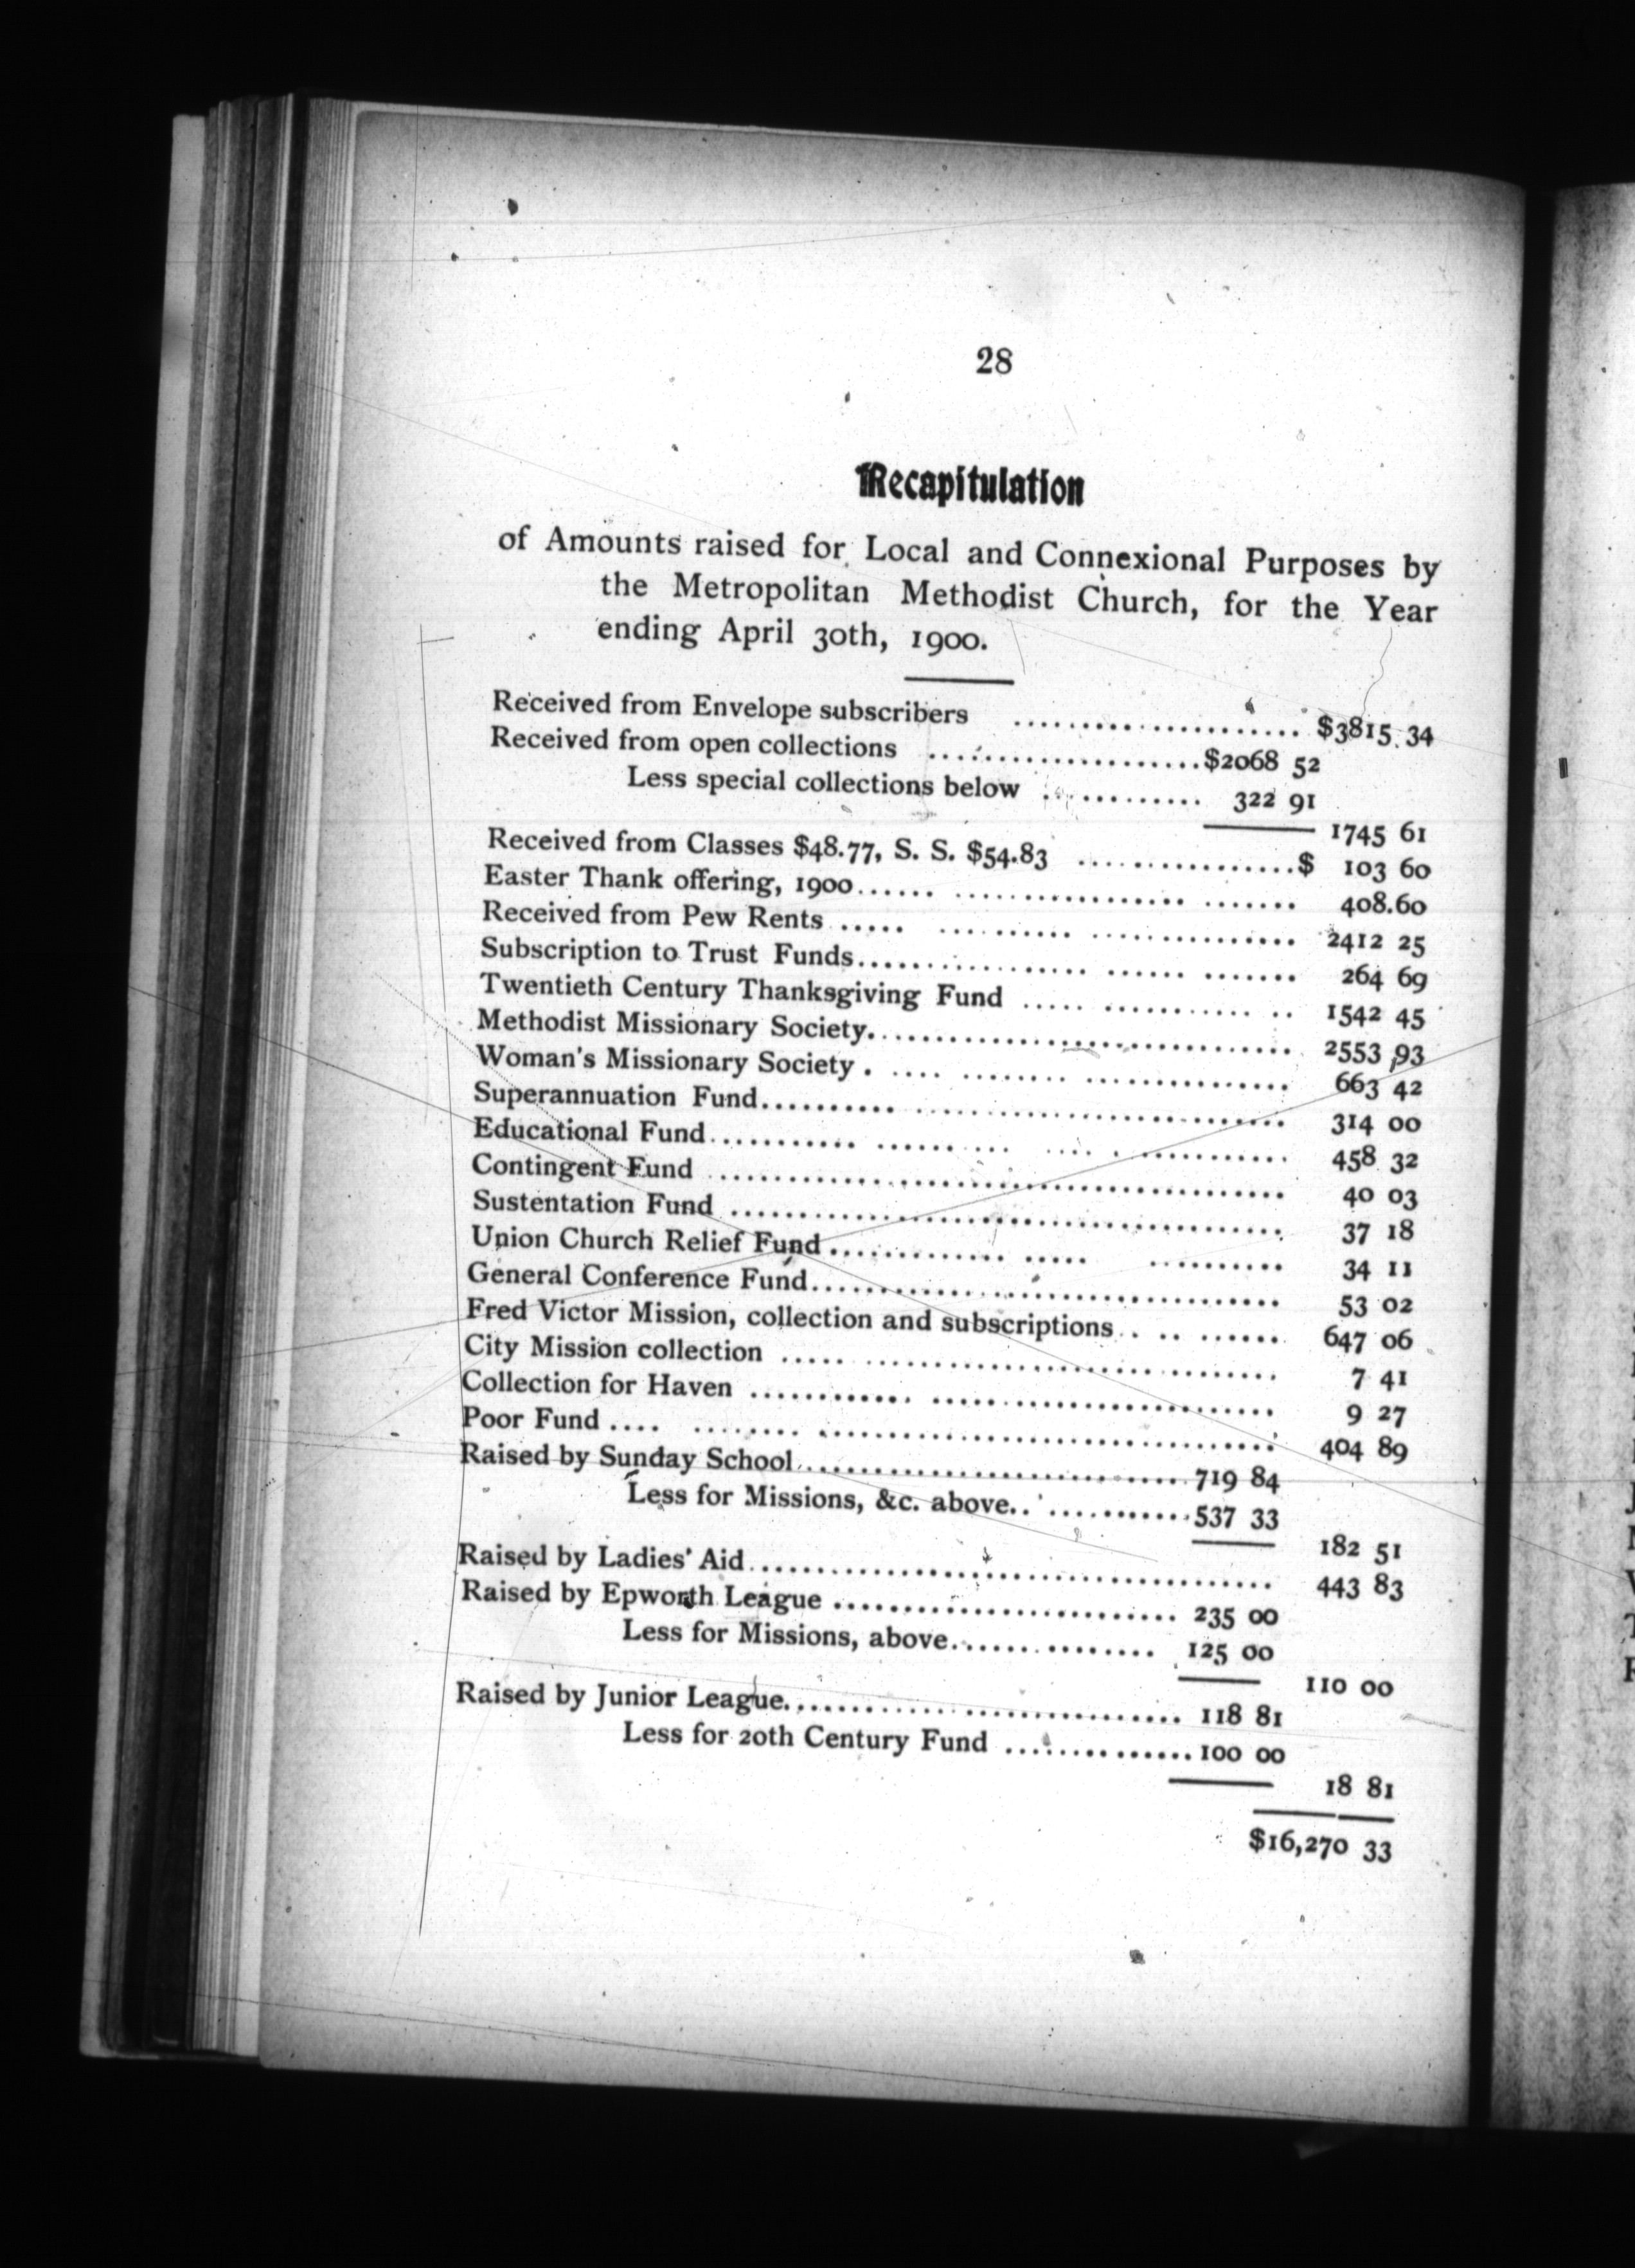 28
Recapitulation
of Amounts raised for Local and Connexional Purposes by
the Metropolitan Methodist Church, for the Year
ending April 30th, 1900.
Received from Envelope subscribers ........................ $3815 34
Received from open collections ........................$2068 52
Less special collections below ............ 322 91
1745 61
Received from Classes $48.77, S. S. $54.83 ................$ 103 60
Easter Thank offering, 1900...... ................. ....... 408.60
Received from Pew Rents ..... .......... ............... 2412 25
Subscription to Trust Funds................. ...... ....... 264 69
Twentieth Century Thanksgiving Fund ..... ........... .. 1542 45
Methodist Missionary Society............................... 2553 93
Woman's Missionary Society . .... ........ ............... 663 42
Superannuation Fund.......... ........................... 314 00
Educational Fund........... .......... .... . ........... 458 32
Contingent Fund ......................................... 40 03
Sustentation Fund ........................................ 37 18
Union Church Relief Fund............. ..... .......... 34 11
General Conference Fund.................................. 53 02
Fred Victor Mission, collection and subscriptions.. .. ...... 647 06
City Mission collection ..... ....................... ....... 7 41
Collection for Haven ............ ......................... 9 27
Poor Fund .... ........ ................................. 404 89
Raised by Sunday School............................ 719 84
Less for Missions, &c. above.. ...........537 33
182 51
Raised by Ladies' Aid...................................... 443 83
Raised by Epworth League ......................... 235 00
Less for Missions, above............... 125 00
110 00
Raised by Junior League............. ................ 118 81
Less for 20th Century Fund ..............100 00
18 81
$16,270 33